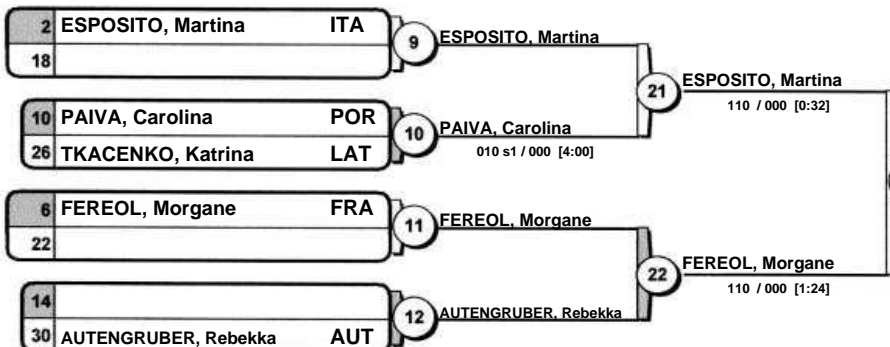 2 ESPOSITO, Martina ITA
18
9
ESPOSITO, Martina
10 PAIVA, Carolina POR
26 TKACENKO, Katrina LAT
10
PAIVA, Carolina
010 s1 / 000 [4:00]
21
ESPOSITO, Martina
110 / 000 [0:32]
6 FEREOL, Morgane FRA
22
11
FEREOL, Morgane
14
30 AUTENGRUBER, Rebekka AUT
12
AUTENGRUBER, Rebekka
22
FEREOL, Morgane
110 / 000 [1:24]